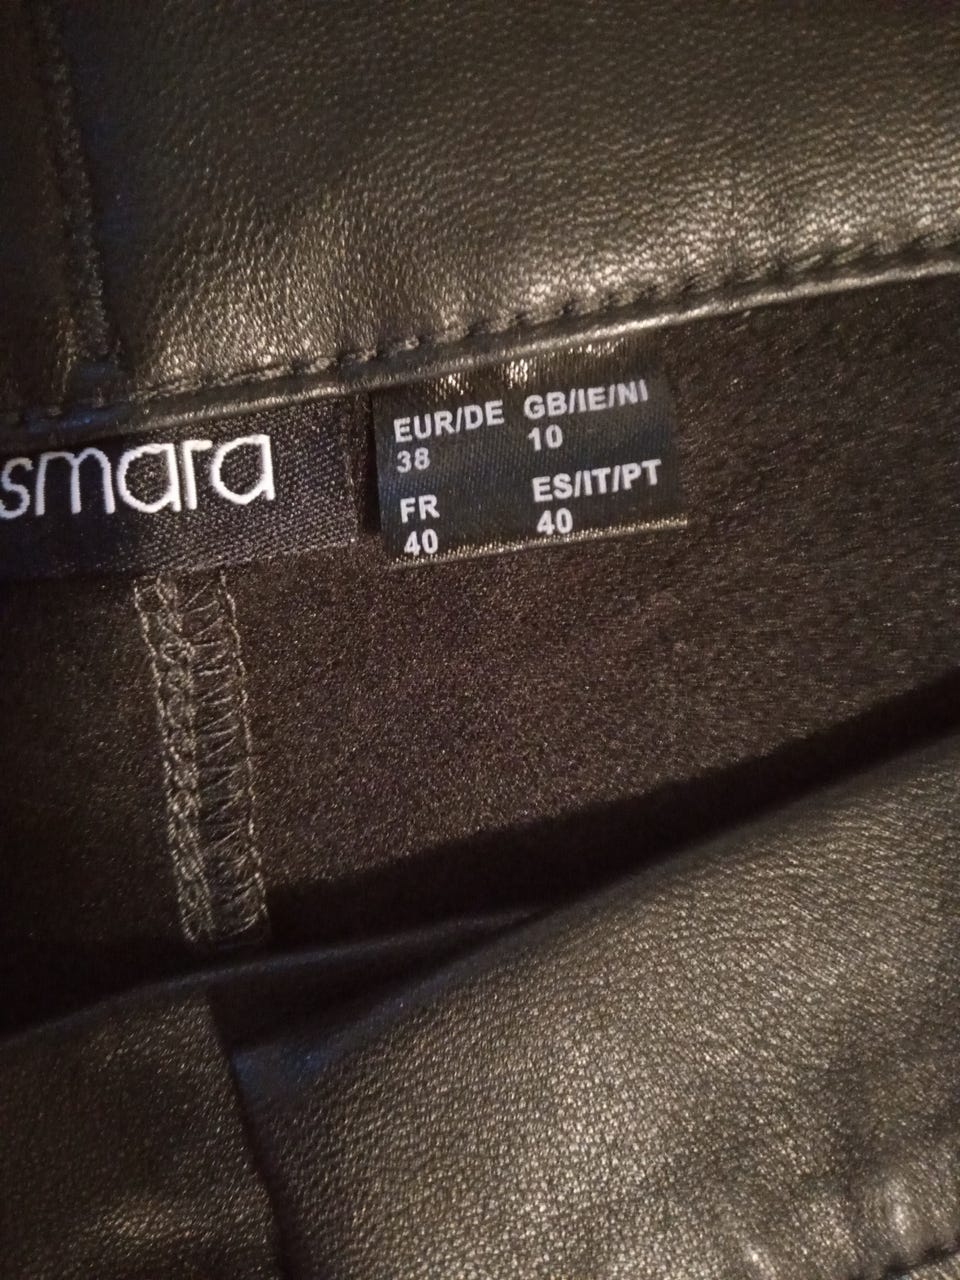 smara
EUR/DE GB/IE/NI
38 10
FR ES/IT/PT
40 40